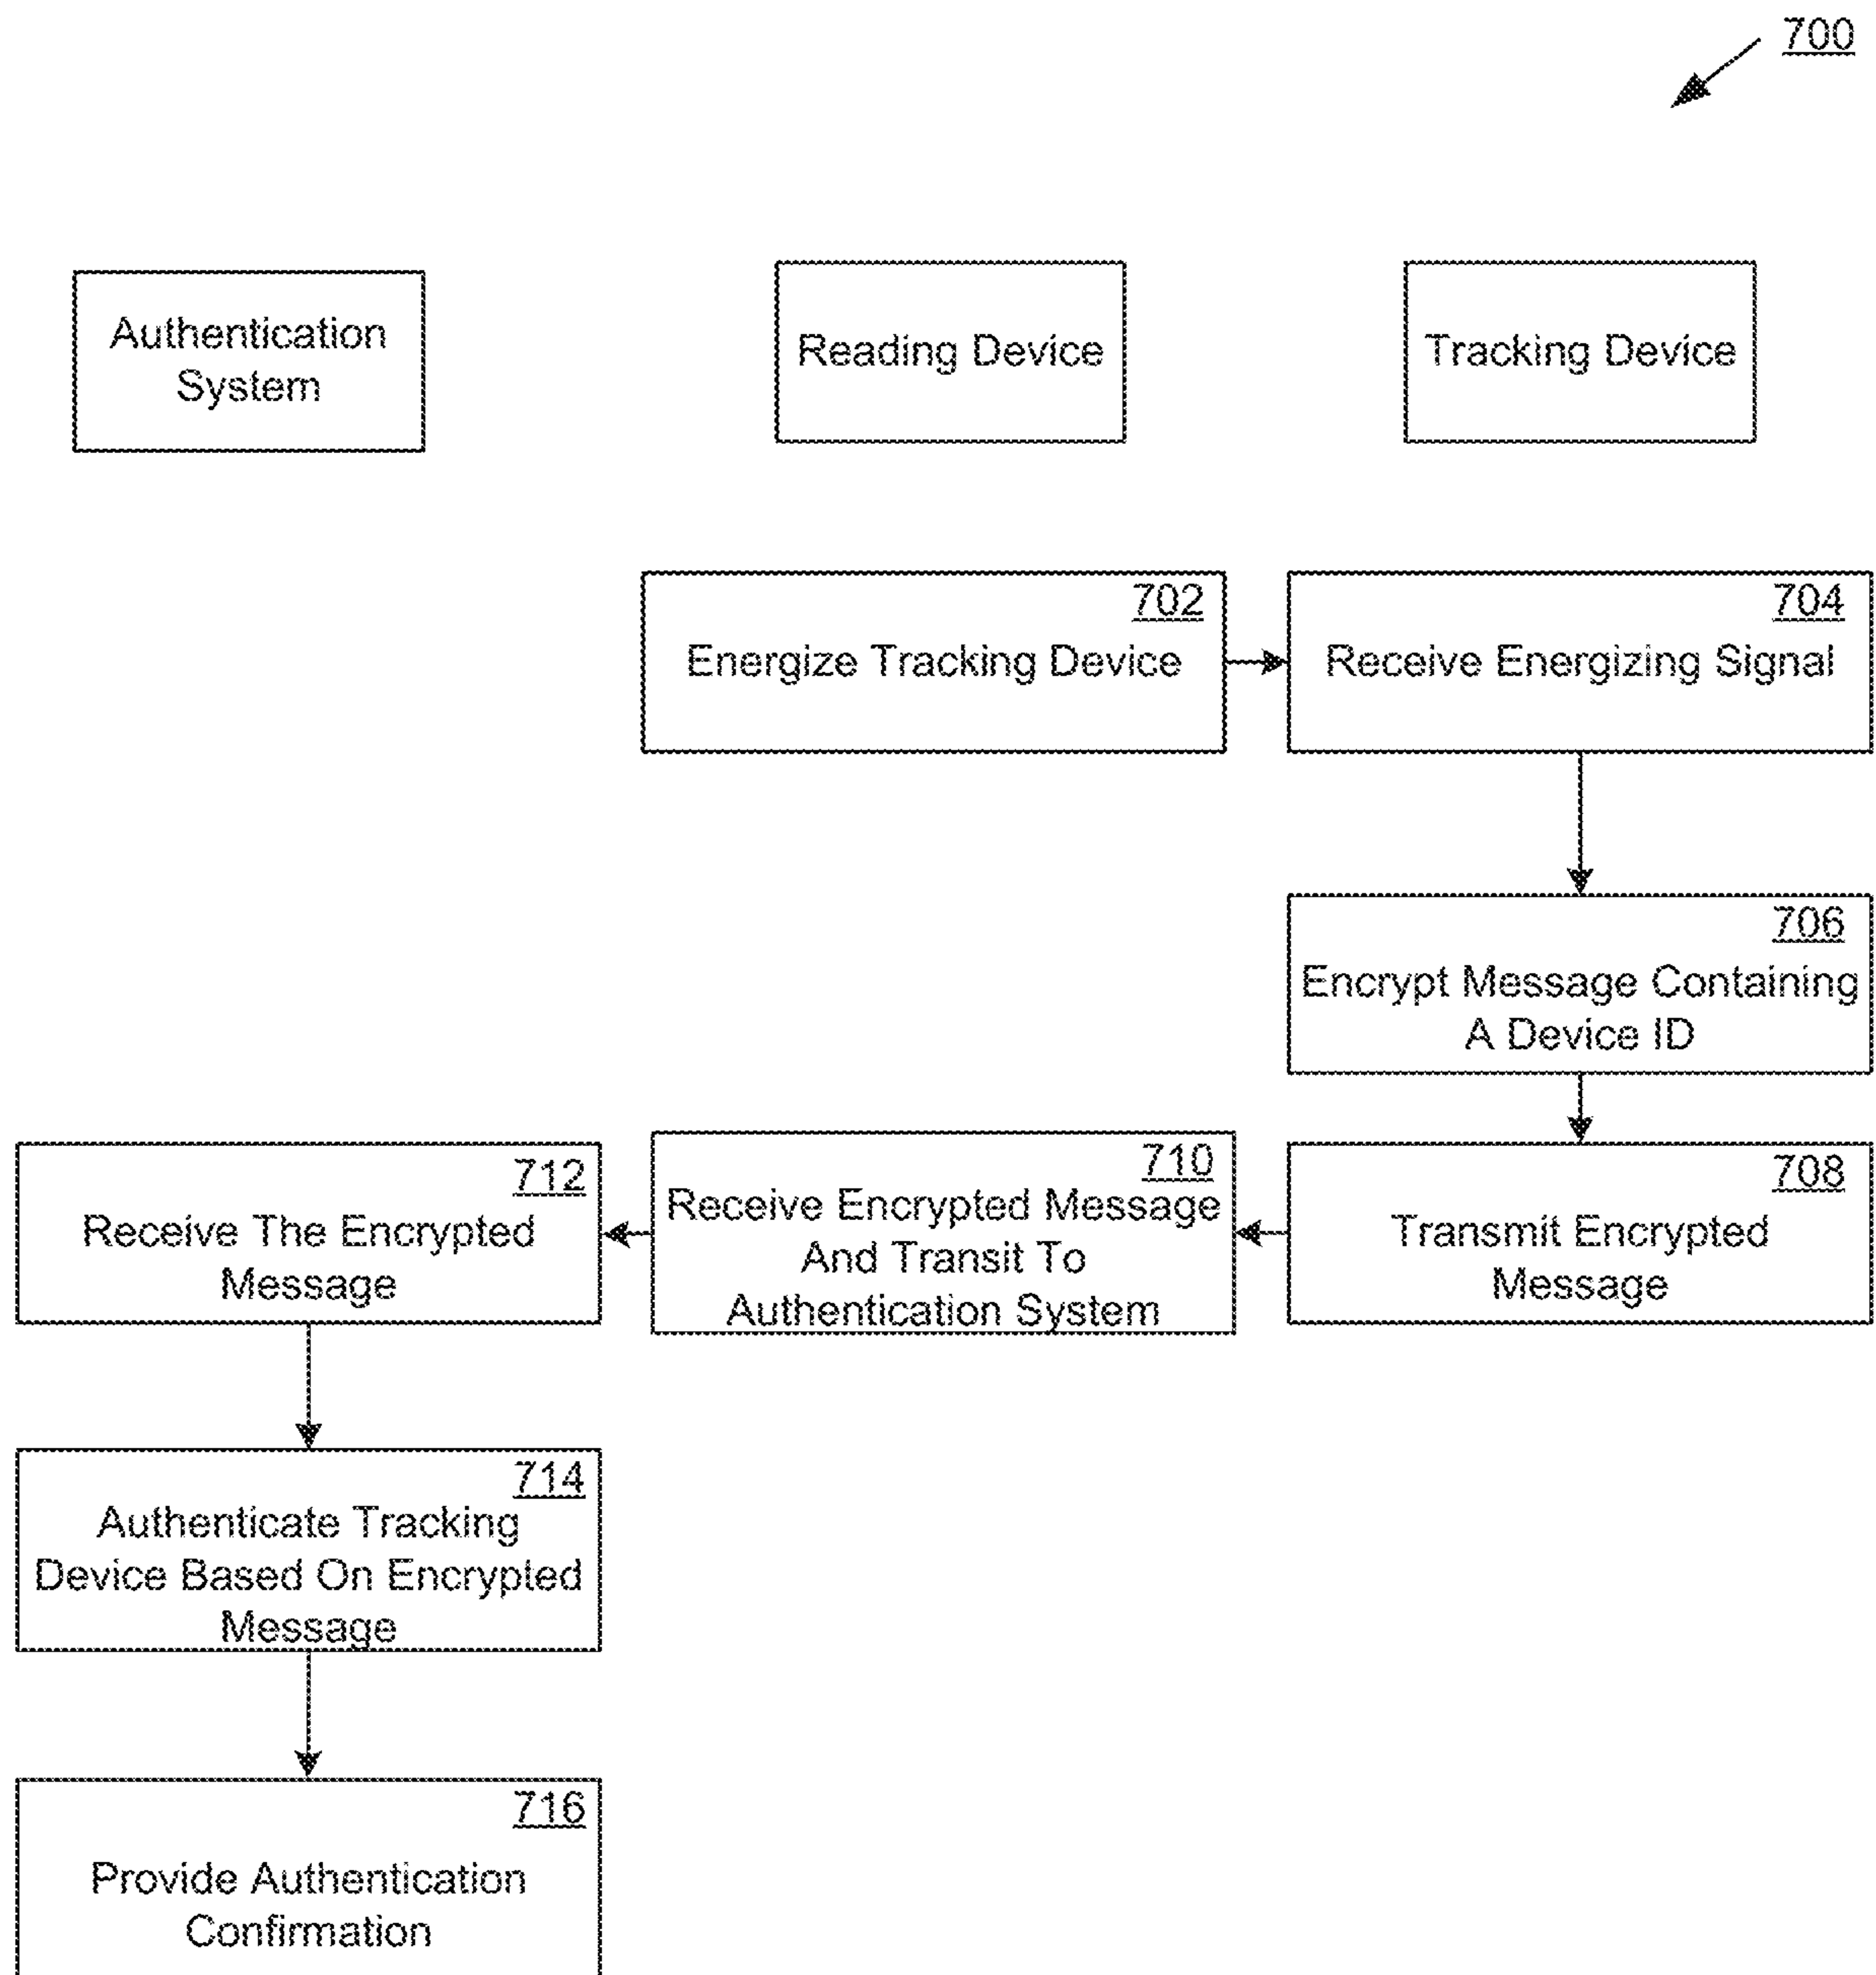 700
Authentication
System
Reading Device
Tracking Device
702
Energize Tracking Device
704
Receive Energizing Signal
706
Encrypt Message Containing
A Device ID
708
Transmit Encrypted
Message
710
Receive Encrypted Message
And Transit To
Authentication System
712
Receive The Encrypted
Message
714
Authenticate Tracking
Device Based On Encrypted
Message
716
Provide Authentication
Confirmation